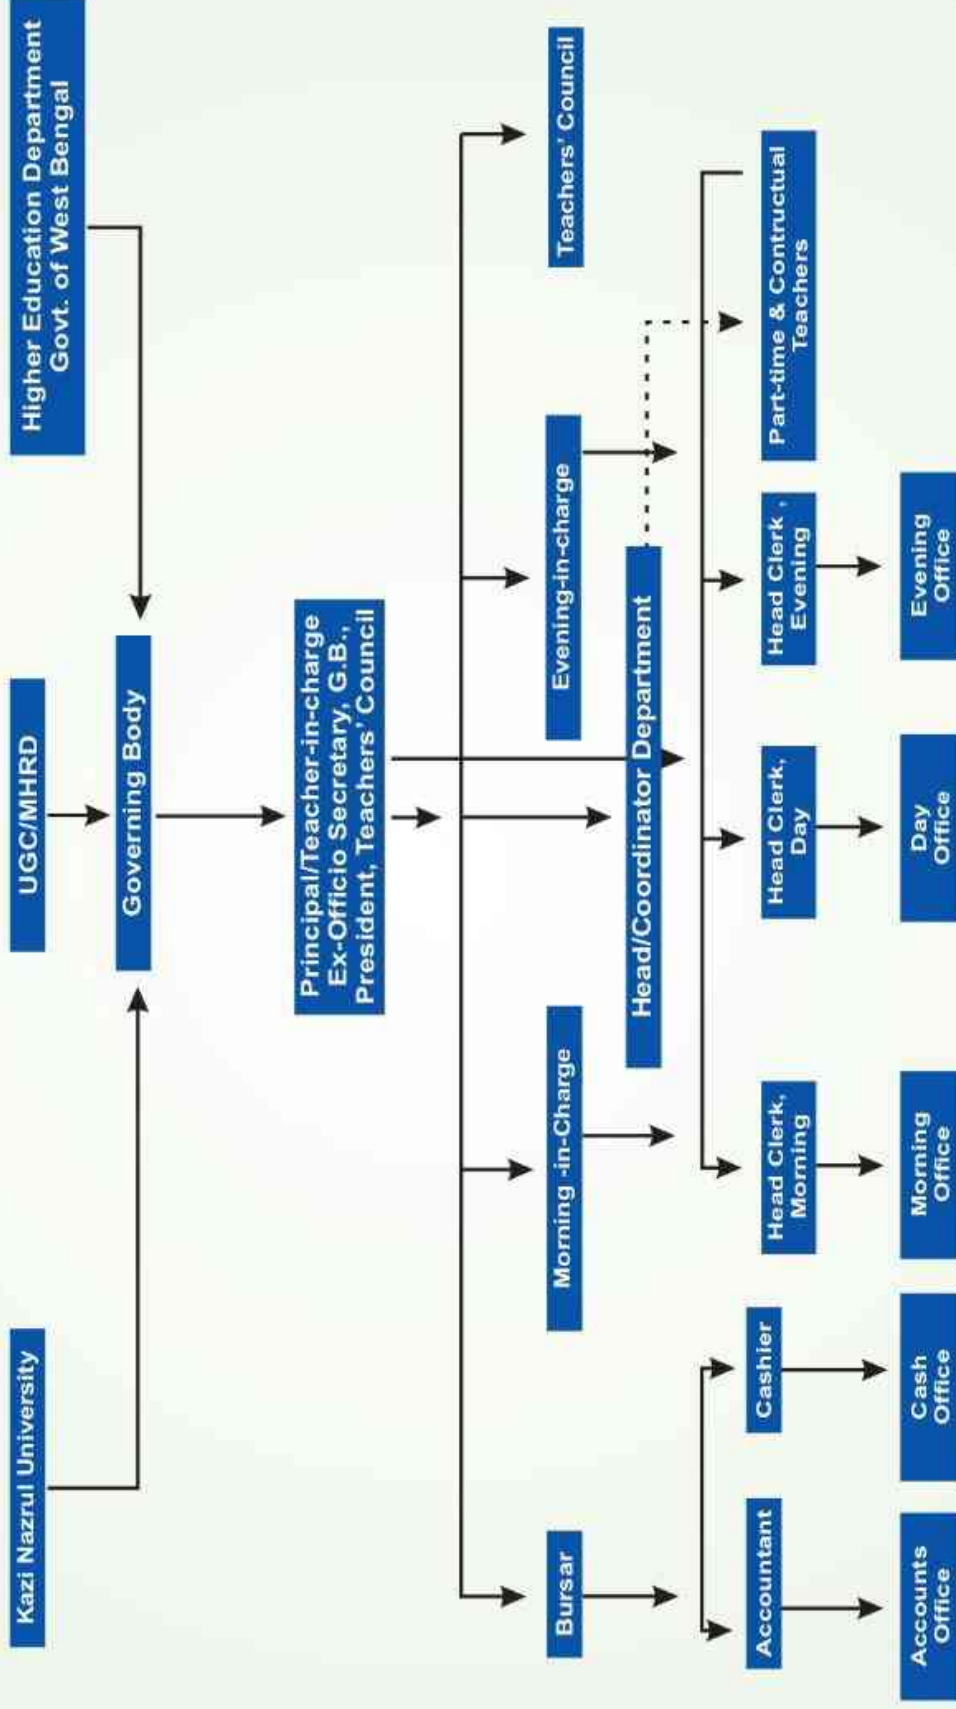 Kazi Nazrul University
UGC/MHRD
Higher Education Department
Govt. of West Bengal
Governing Body
Principal/Teacher-in-charge
Ex-Officio Secretary, G.B.,
President, Teachers' Council
Bursar
Morning -in-Charge
Evening-in-charge
Teachers' Council
Head/Coordinator Department
Accountant
Cashier
Head Clerk,
Morning
Head Clerk,
Day
Head Clerk ,
Evening
Part-time & Contructual
Teachers
Accounts
Office
Cash
Office
Morning
Office
Day
Office
Evening
Office